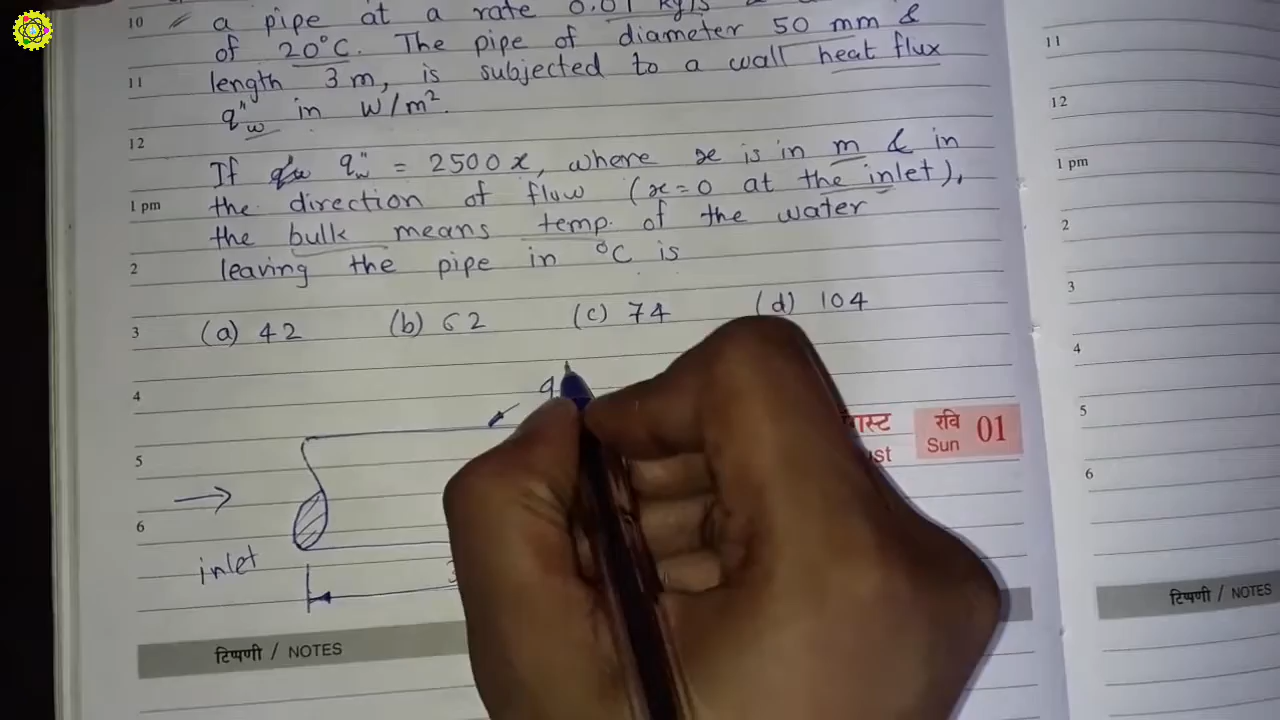 a pipe at a rate 0.01 kg/s
of 20°C. The pipe of diameter 50 mm &
length 3 m, is subjected to a wall heat flux
q"w in W/m².
If q"w = 2500 x, where x is in m & in
the direction of flow (x=0 at the inlet),
the bulk means temp. of the water
leaving the pipe in °C is
(a) 42 (b) 62 (c) 74 (d) 104
q
inlet
3
रवि
Sun 01
टिप्पणी / NOTES
10
11
12
1 pm
2
3
4
5
6
11
12
1 pm
2
3
4
5
6
टिप्पणी / NOTES